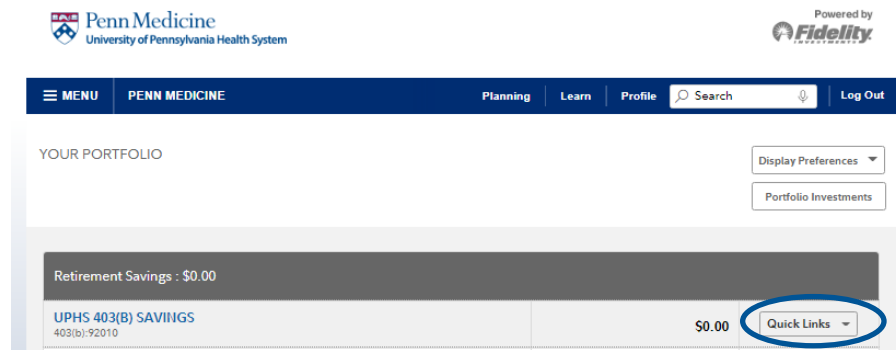 Penn Medicine
University of Pennsylvania Health System
Powered by
Fidelity
INVESTMENTS
MENU
PENN MEDICINE
Planning
Learn
Profile
Search
Log Out
YOUR PORTFOLIO
Display Preferences
Portfolio Investments
Retirement Savings : $0.00
UPHS 403(B) SAVINGS
403(b):92010
$0.00
Quick Links